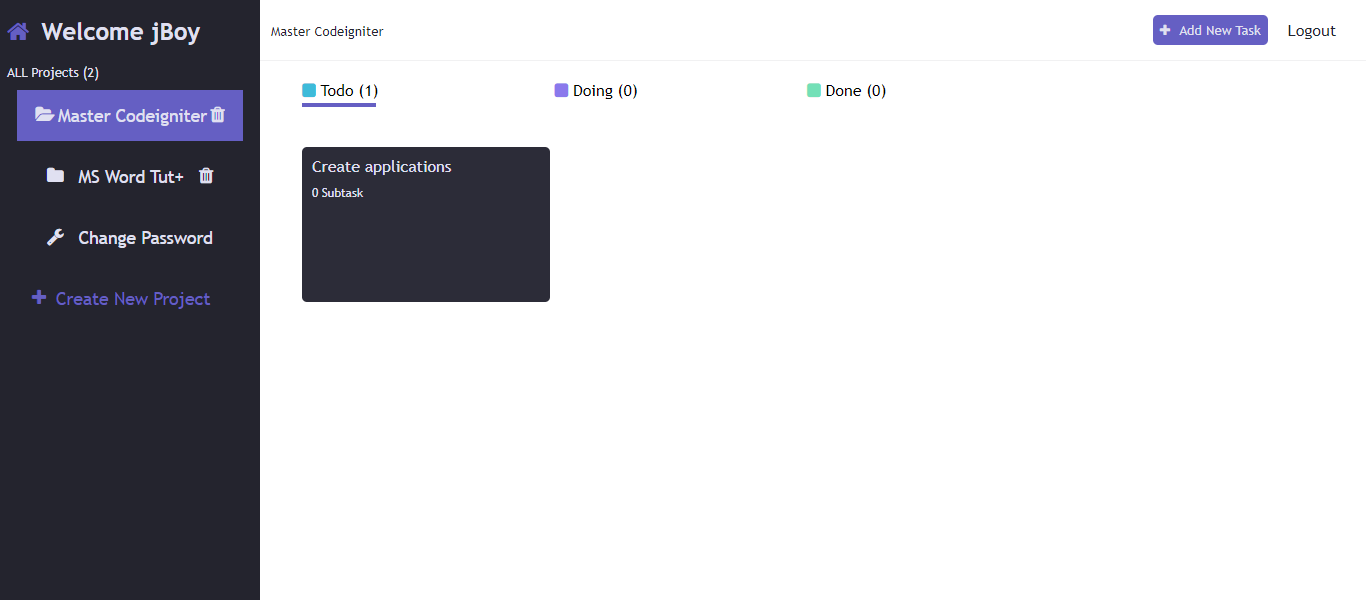 Welcome jBoy
ALL Projects (2)
Master Codeigniter
MS Word Tut+
Change Password
Create New Project
Master Codeigniter
Add New Task
Logout
Todo (1)
Doing (0)
Done (0)
Create applications
0 Subtask